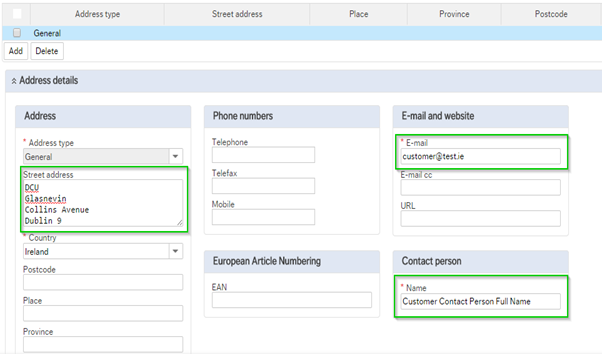 Address type Street address Place Province Postcode
General
Add Delete
Address details
Address
* Address type
General
Street address
DCU
Glasnevin
Collins Avenue
Dublin 9
* Country
Ireland
Postcode
Place
Province
Phone numbers
Telephone
Telefax
Mobile
European Article Numbering
EAN
E-mail and website
* E-mail
customer@test.ie
E-mail cc
URL
Contact person
* Name
Customer Contact Person Full Name